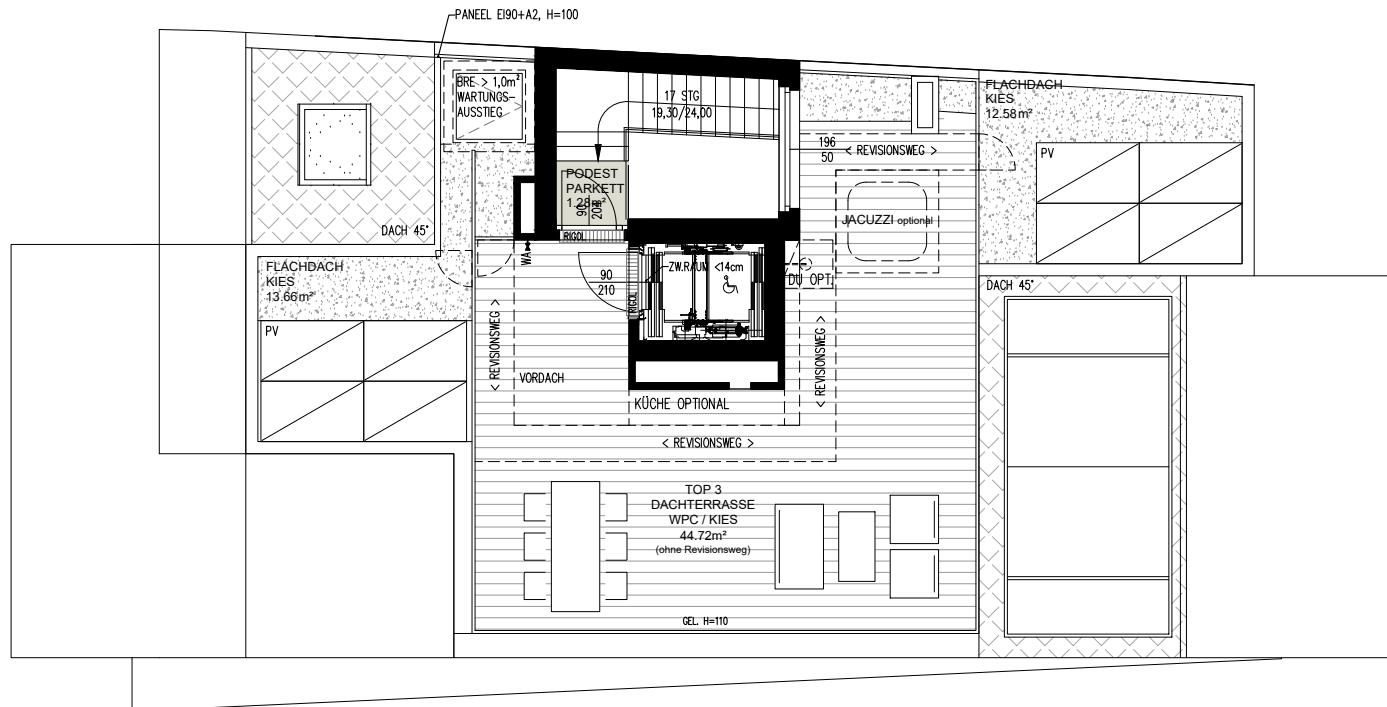 PANEEL EI90+A2, H=100
BRE > 1,0m²
WARTUNGS-
AUSSTIEG
17 STG
19,30/24,00
FLACHDACH
KIES
12.58m²
196
50
< REVISIONSWEG >
PV
PODEST
PARKETT
1.28m²
90
JACUZZI optional
DACH 45°
RIGOL
WA
FLACHDACH
KIES
13.66m²
90
210
ZW.RAUM <14cm
RIGOL
DU OPT.
DACH 45°
PV
< REVISIONSWEG >
VORDACH
< REVISIONSWEG >
KÜCHE OPTIONAL
< REVISIONSWEG >
TOP 3
DACHTERRASSE
WPC / KIES
44.72m²
(ohne Revisionsweg)
GEL. H=110